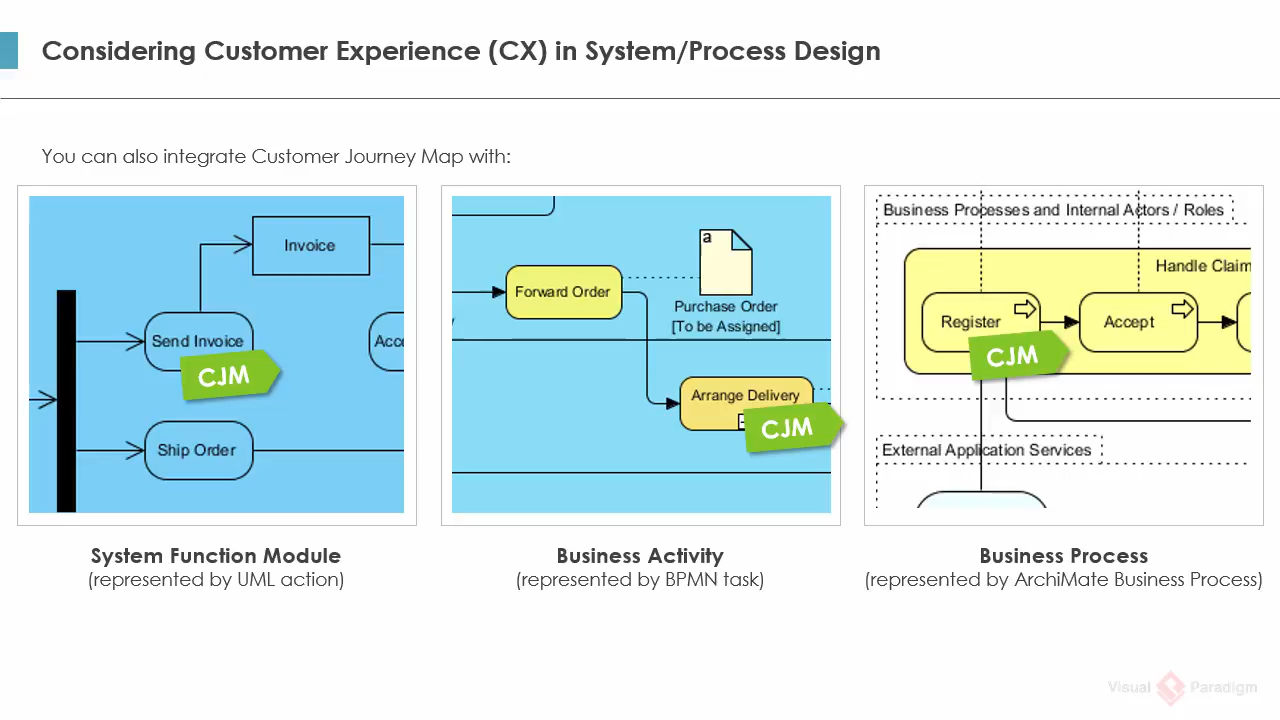 Considering Customer Experience (CX) in System/Process Design
You can also integrate Customer Journey Map with:
Invoice
Send Invoice
Acc
CJM
Ship Order
a
Forward Order
Purchase Order
[To be Assigned]
Arrange Delivery
CJM
Business Processes and Internal Actors / Roles
Handle Claim
Register
Accept
CJM
External Application Services
System Function Module
(represented by UML action)
Business Activity
(represented by BPMN task)
Business Process
(represented by ArchiMate Business Process)
Visual Paradigm